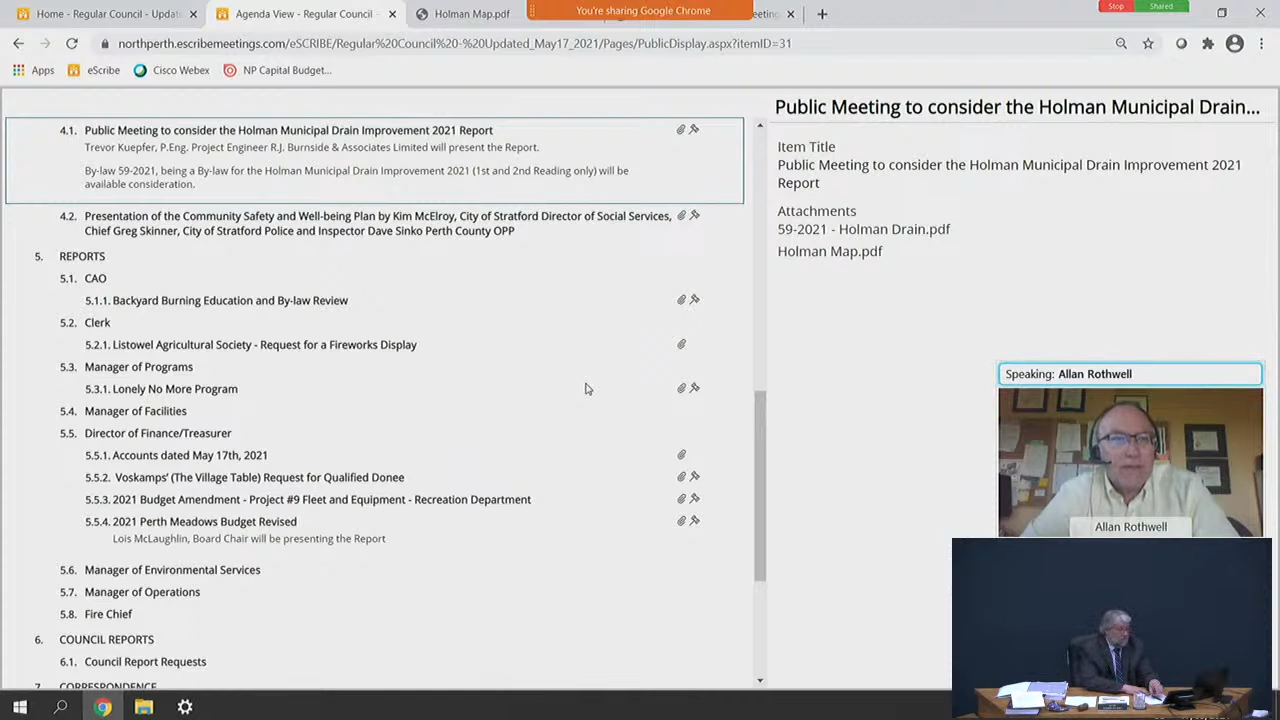 Home - Regular Council - Updat
Agenda View - Regular Council -
Holman Map.pdf
You're sharing Google Chrome
eeting
Stop
Shared
northperth.escribemeetings.com/eSCRIBE/Regular%20Council%20-%20Updated_May17_2021/Pages/PublicDisplay.aspx?itemID=31
Apps
eScribe
Cisco Webex
NP Capital Budget...
4.1. Public Meeting to consider the Holman Municipal Drain Improvement 2021 Report
Trevor Kuepfer, P.Eng. Project Engineer R.J. Burnside & Associates Limited will present the Report.
By-law 59-2021, being a By-law for the Holman Municipal Drain Improvement 2021 (1st and 2nd Reading only) will be
available consideration.
4.2. Presentation of the Community Safety and Well-being Plan by Kim McElroy, City of Stratford Director of Social Services,
Chief Greg Skinner, City of Stratford Police and Inspector Dave Sinko Perth County OPP
5. REPORTS
5.1. CAO
5.1.1. Backyard Burning Education and By-law Review
5.2. Clerk
5.2.1. Listowel Agricultural Society - Request for a Fireworks Display
5.3. Manager of Programs
5.3.1. Lonely No More Program
5.4. Manager of Facilities
5.5. Director of Finance/Treasurer
5.5.1. Accounts dated May 17th, 2021
5.5.2. Voskamps' (The Village Table) Request for Qualified Donee
5.5.3. 2021 Budget Amendment - Project #9 Fleet and Equipment - Recreation Department
5.5.4. 2021 Perth Meadows Budget Revised
Lois McLaughlin, Board Chair will be presenting the Report
5.6. Manager of Environmental Services
5.7. Manager of Operations
5.8. Fire Chief
6. COUNCIL REPORTS
6.1. Council Report Requests
7. CORRESPONDENCE
Public Meeting to consider the Holman Municipal Drain...
Item Title
Public Meeting to consider the Holman Municipal Drain Improvement 2021
Report
Attachments
59-2021 - Holman Drain.pdf
Holman Map.pdf
Speaking: Allan Rothwell
Allan Rothwell